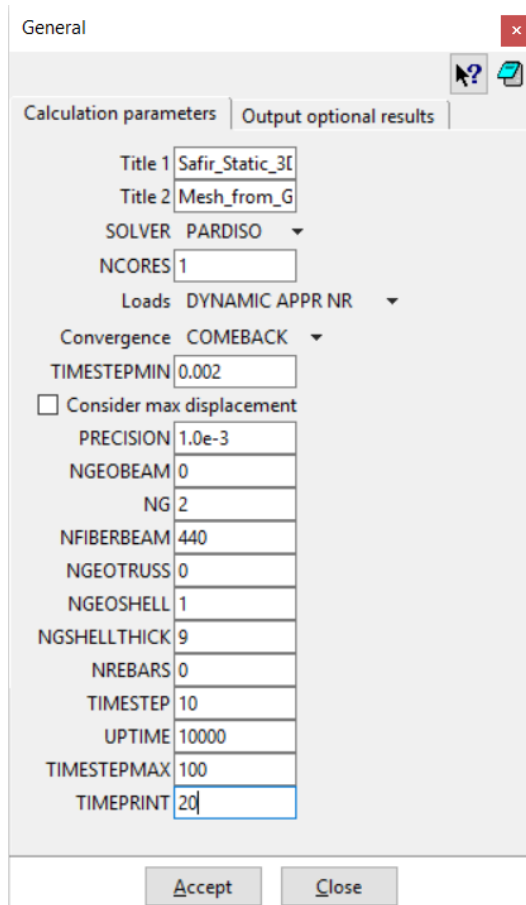 General
Calculation parameters Output optional results
Title 1 Safir_Static_3D
Title 2 Mesh_from_G
SOLVER PARDISO
NCORES 1
Loads DYNAMIC APPR NR
Convergence COMEBACK
TIMESTEPMIN 0.002
Consider max displacement
PRECISION 1.0e-3
NGEOBEAM 0
NG 2
NFIBERBEAM 440
NGEOTRUSS 0
NGEOSHELL 1
NGSHELLTHICK 9
NREBARS 0
TIMESTEP 10
UPTIME 10000
TIMESTEPMAX 100
TIMEPRINT 20
Accept Close